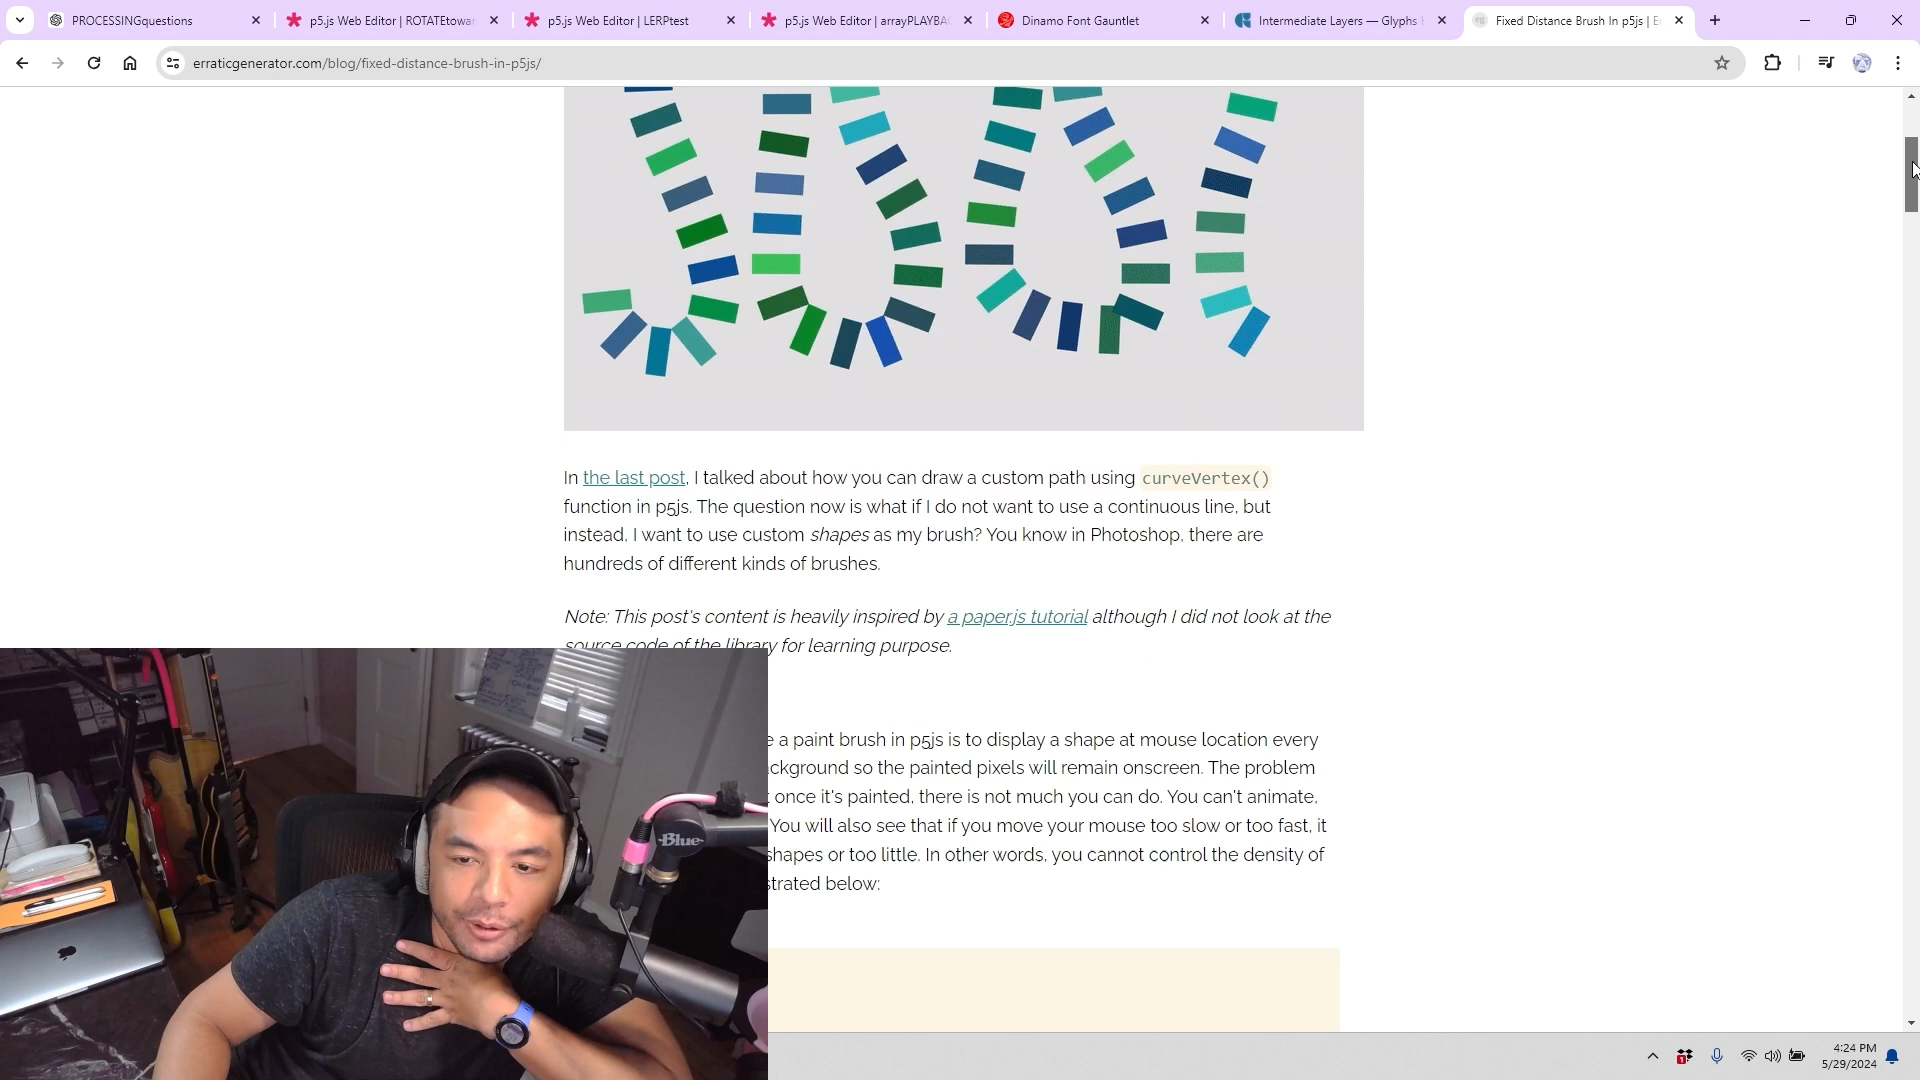 PROCESSINGquestions
p5.js Web Editor | ROTATEtowar
p5.js Web Editor | LERPtest
p5.js Web Editor | arrayPLAYBAC
Dinamo Font Gauntlet
Intermediate Layers — Glyphs
Fixed Distance Brush In p5js | E
erraticgenerator.com/blog/fixed-distance-brush-in-p5js/
In the last post, I talked about how you can draw a custom path using curveVertex()
function in p5js. The question now is what if I do not want to use a continuous line, but
instead, I want to use custom shapes as my brush? You know in Photoshop, there are
hundreds of different kinds of brushes.
Note: This post's content is heavily inspired by a paperjs tutorial although I did not look at the
source code of the library for learning purpose.
e a paint brush in p5js is to display a shape at mouse location every
ackground so the painted pixels will remain onscreen. The problem
t once it's painted, there is not much you can do. You can't animate,
You will also see that if you move your mouse too slow or too fast, it
shapes or too little. In other words, you cannot control the density of
strated below:
Blue
4:24 PM
5/29/2024